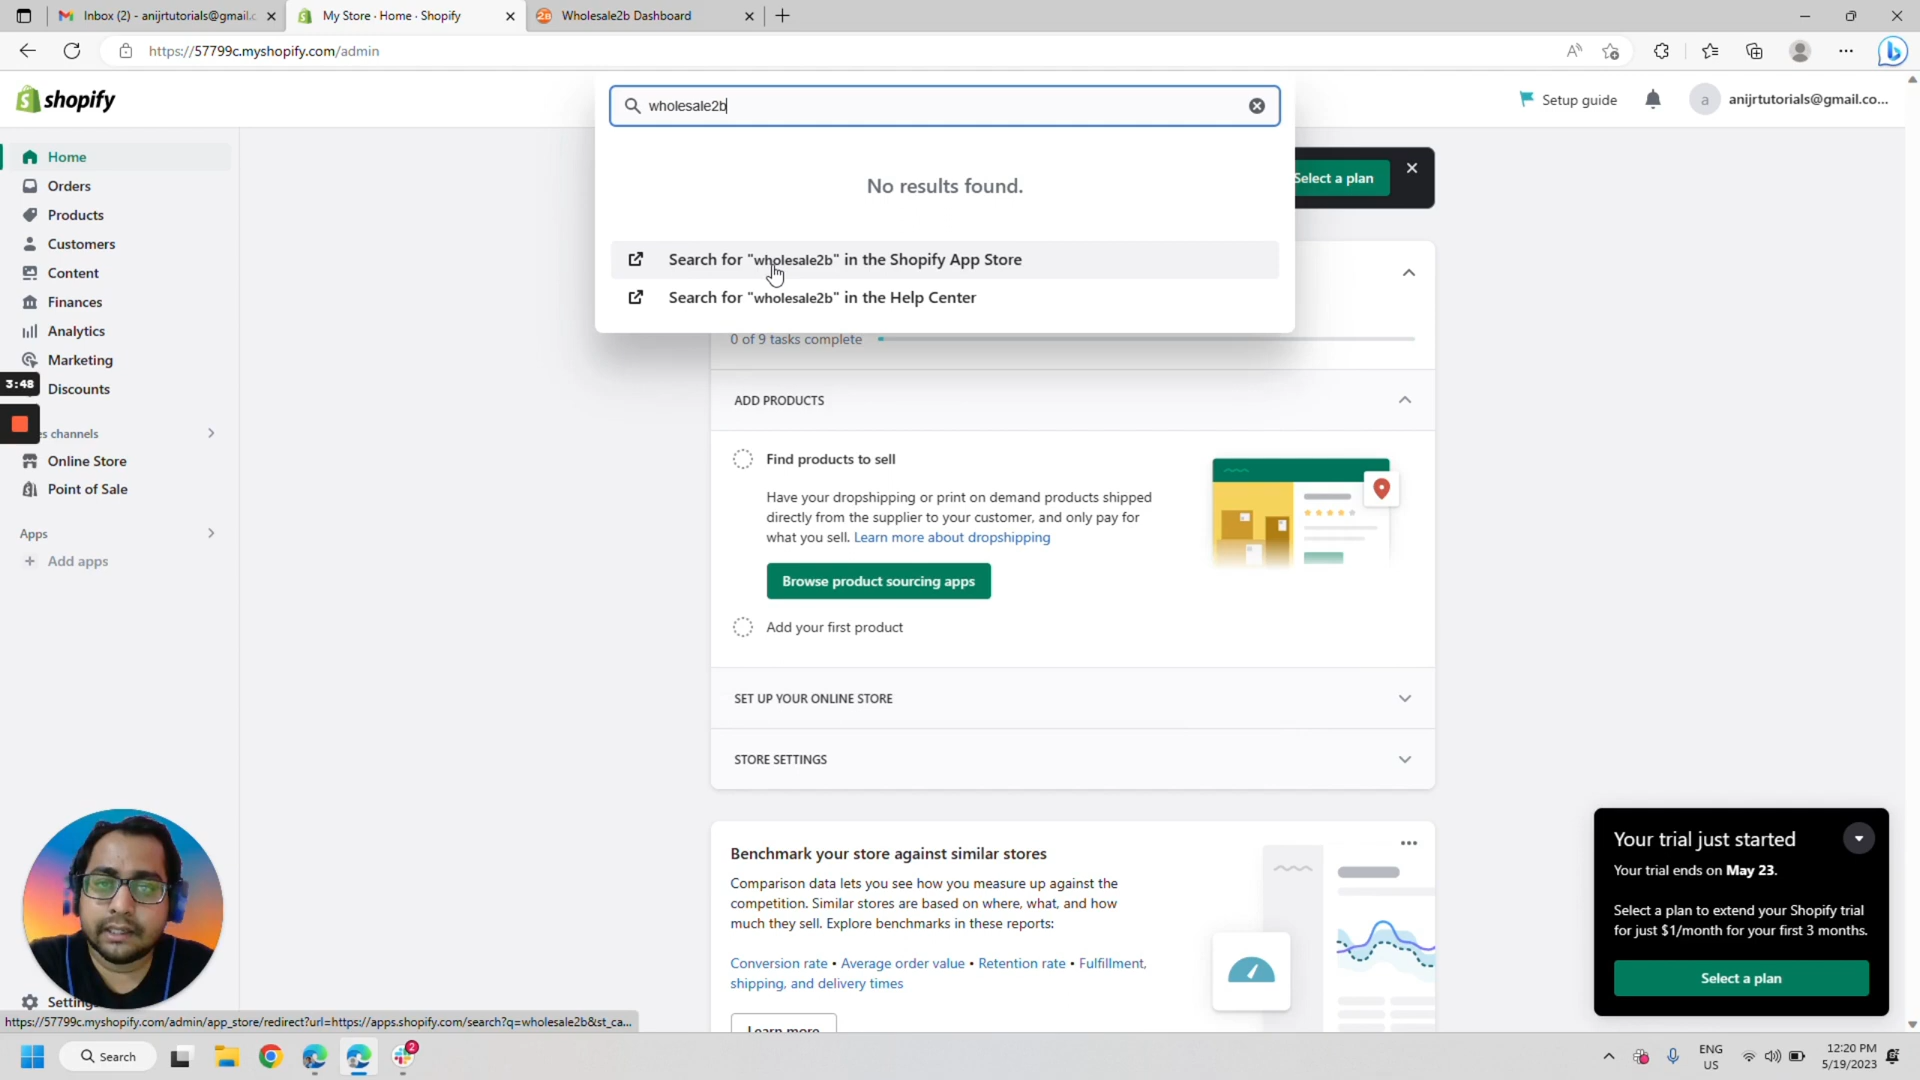 Inbox (2) - anijrtutorials@gmail.c
My Store · Home · Shopify
Wholesale2b Dashboard
https://57799c.myshopify.com/admin
shopify
wholesale2b
Setup guide
a
anijrtutorials@gmail.co...
No results found.
Select a plan
Search for "wholesale2b" in the Shopify App Store
Search for "wholesale2b" in the Help Center
Home
Orders
Products
Customers
Content
Finances
Analytics
Marketing
3:48
Discounts
es channels
Online Store
Point of Sale
Apps
Add apps
0 of 9 tasks complete
ADD PRODUCTS
Find products to sell
Have your dropshipping or print on demand products shipped
directly from the supplier to your customer, and only pay for
what you sell. Learn more about dropshipping
Browse product sourcing apps
Add your first product
SET UP YOUR ONLINE STORE
STORE SETTINGS
Benchmark your store against similar stores
Comparison data lets you see how you measure up against the
competition. Similar stores are based on where, what, and how
much they sell. Explore benchmarks in these reports:
Conversion rate • Average order value • Retention rate • Fulfillment,
shipping, and delivery times
Learn more
Your trial just started
Your trial ends on May 23.
Select a plan to extend your Shopify trial
for just $1/month for your first 3 months.
Select a plan
Settings
https://57799c.myshopify.com/admin/app_store/redirect?url=https://apps.shopify.com/search?q=wholesale2b&st_ca...
Search
2
ENG
US
12:20 PM
5/19/2023